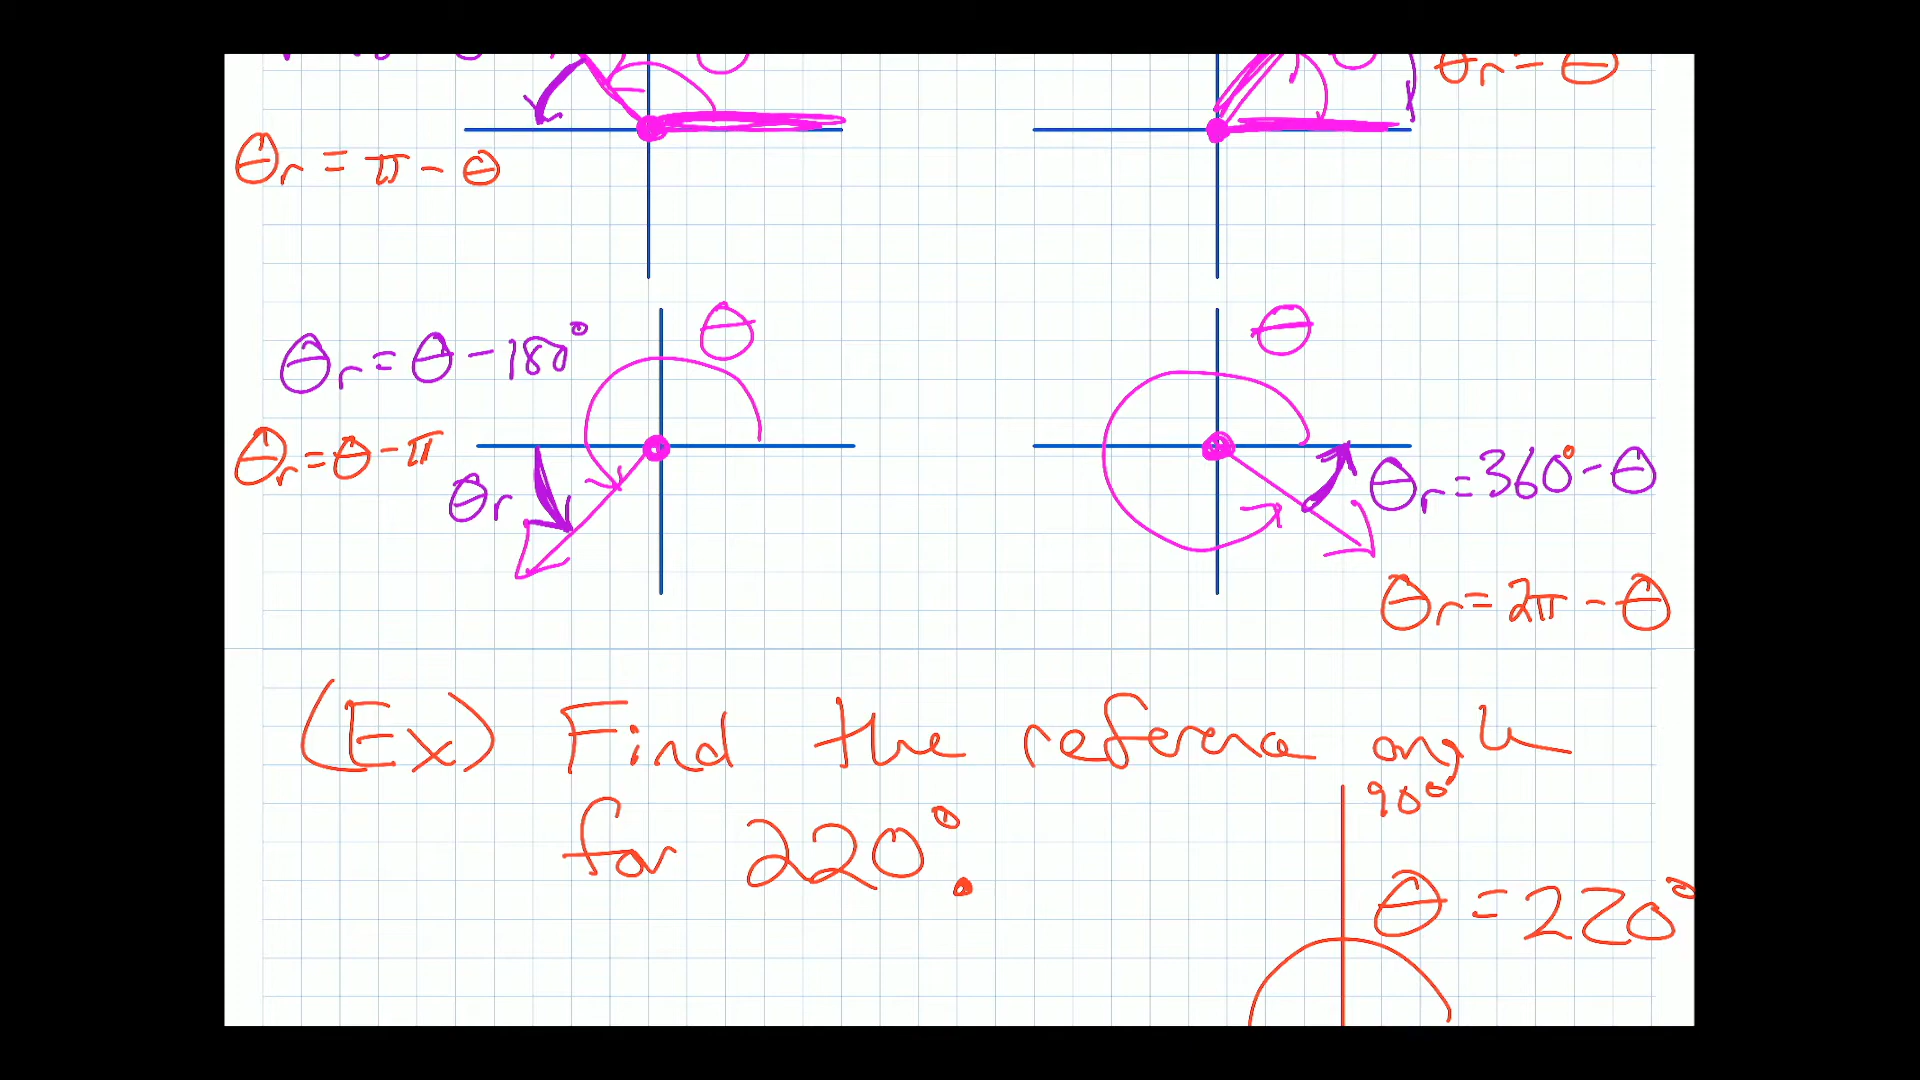 θr = θ
θr = π - θ
θ
θ
θr = θ - 180°
θr = θ - π
θr
θr = 360° - θ
θr = 2π - θ
(Ex) Find the reference angle
for 220°.
90°
θ = 220°